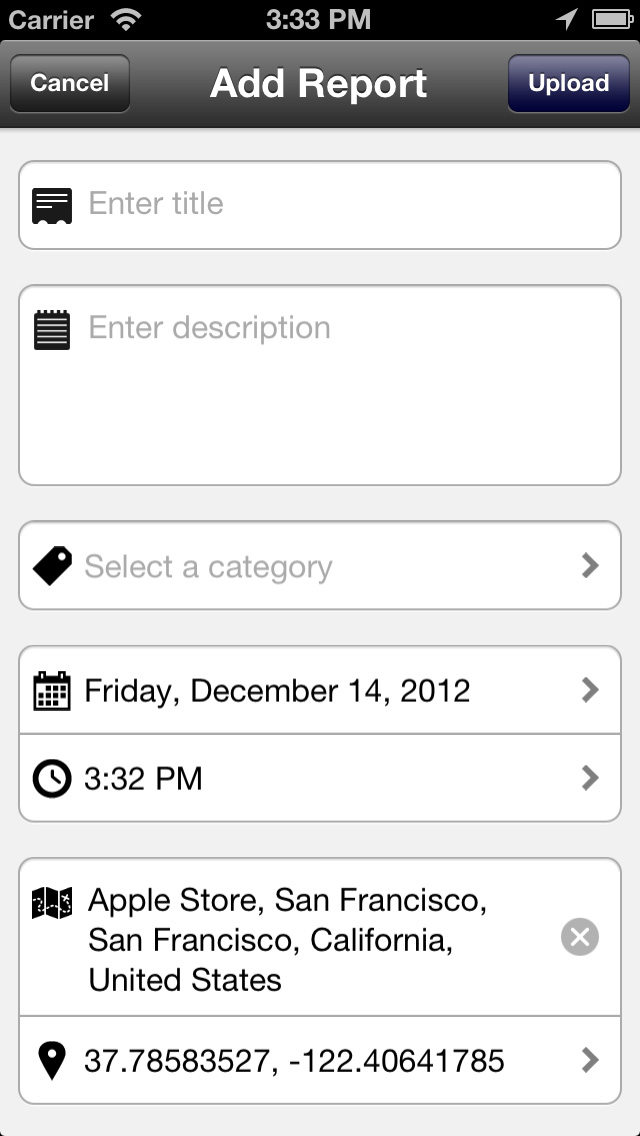 Carrier 3:33 PM
Cancel Add Report Upload
Enter title
Enter description
Select a category
Friday, December 14, 2012
3:32 PM
Apple Store, San Francisco,
San Francisco, California,
United States
37.78583527, -122.40641785